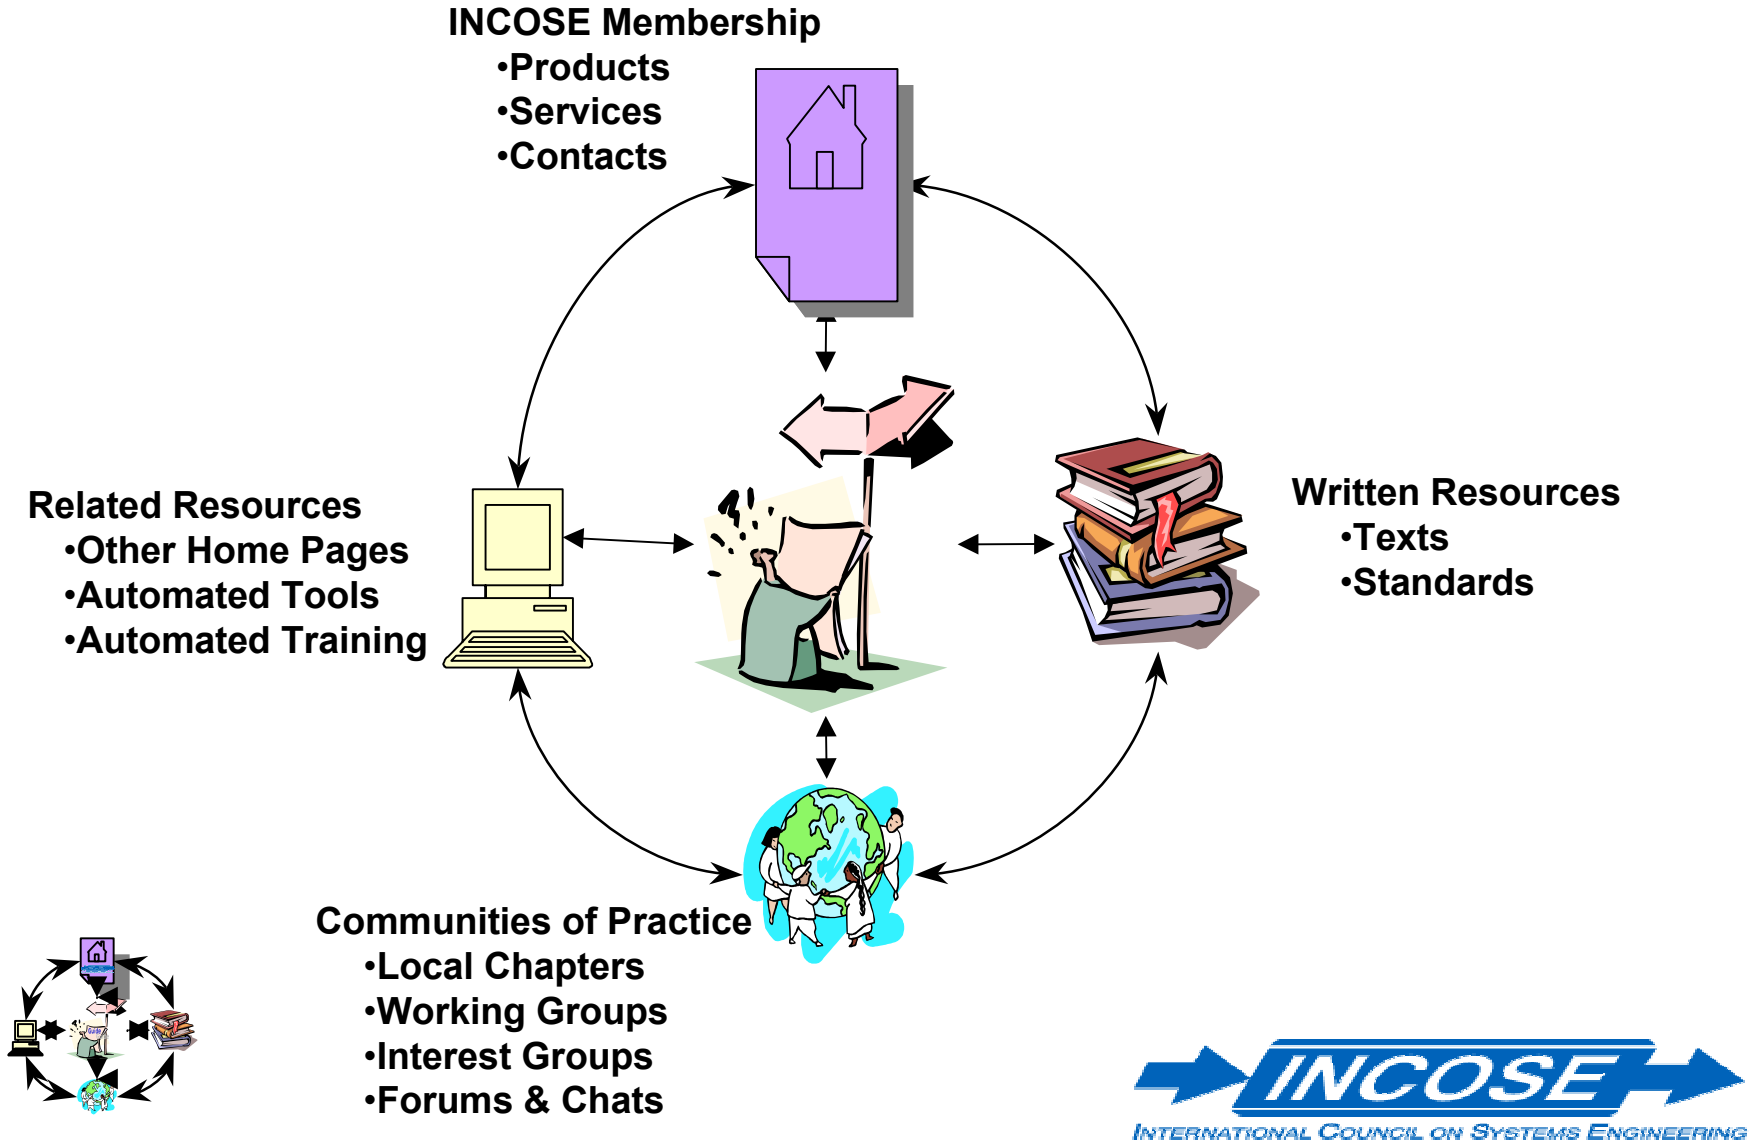 INCOSE Membership
•Products
•Services
•Contacts
Related Resources
•Other Home Pages
•Automated Tools
•Automated Training
Written Resources
•Texts
•Standards
Communities of Practice
•Local Chapters
•Working Groups
•Interest Groups
•Forums & Chats
Guide
INCOSE
INTERNATIONAL COUNCIL ON SYSTEMS ENGINEERING